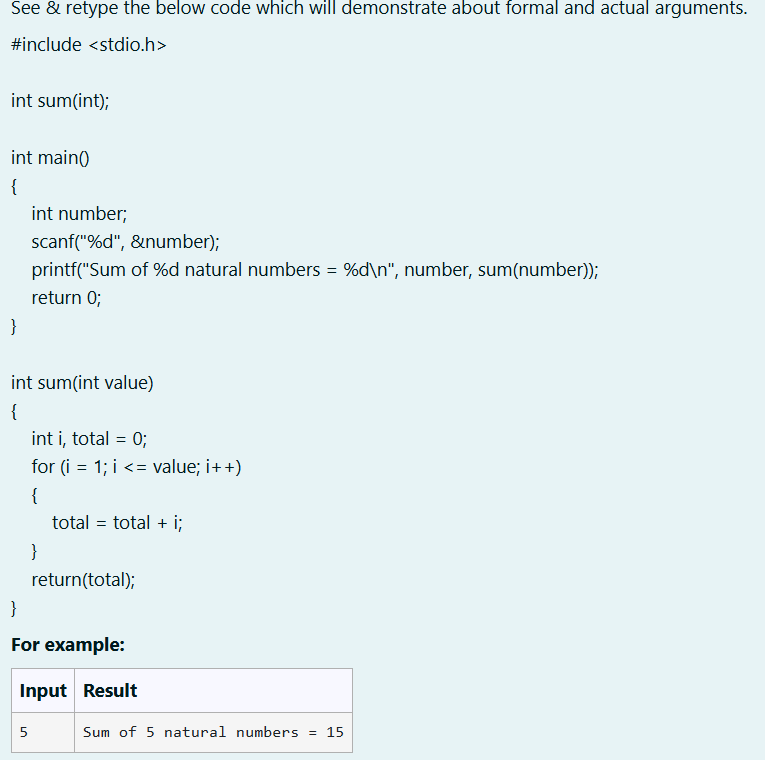 See & retype the below code which will demonstrate about formal and actual arguments.
#include <stdio.h>
int sum(int);
int main()
{
int number;
scanf("%d", &number);
printf("Sum of %d natural numbers = %d\n", number, sum(number));
return 0;
}
int sum(int value)
{
int i, total = 0;
for (i = 1; i <= value; i++)
{
total = total + i;
}
return(total);
}
For example:
Input Result
5 Sum of 5 natural numbers = 15